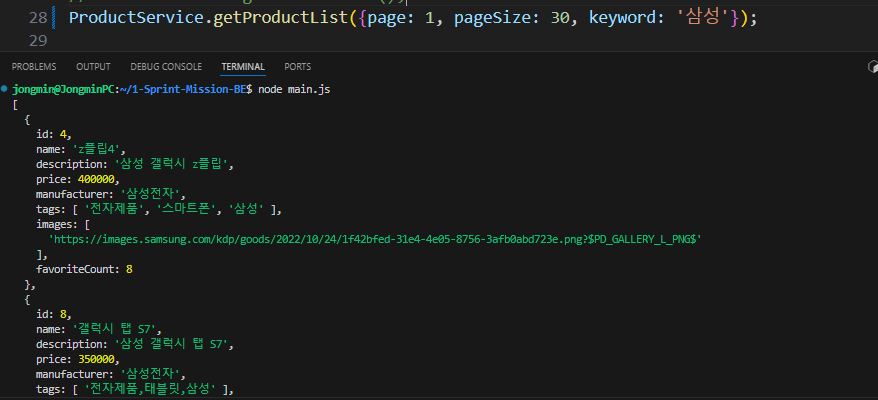 28 ProductService.getProductList({page: 1, pageSize: 30, keyword: '삼성'});
29
PROBLEMS OUTPUT DEBUG CONSOLE TERMINAL PORTS
jongmin@JongminPC:~/1-Sprint-Mission-BE$ node main.js
[
{
id: 4,
name: 'z플립4',
description: '삼성 갤럭시 z플립',
price: 400000,
manufacturer: '삼성전자',
tags: [ '전자제품', '스마트폰', '삼성' ],
images: [
'https://images.samsung.com/kdp/goods/2022/10/24/1f42bfed-31e4-4e05-8756-3afb0abd723e.png?$PD_GALLERY_L_PNG$'
],
favoriteCount: 8
},
{
id: 8,
name: '갤럭시 탭 S7',
description: '삼성 갤럭시 탭 S7',
price: 350000,
manufacturer: '삼성전자',
tags: [ '전자제품,태블릿,삼성' ],